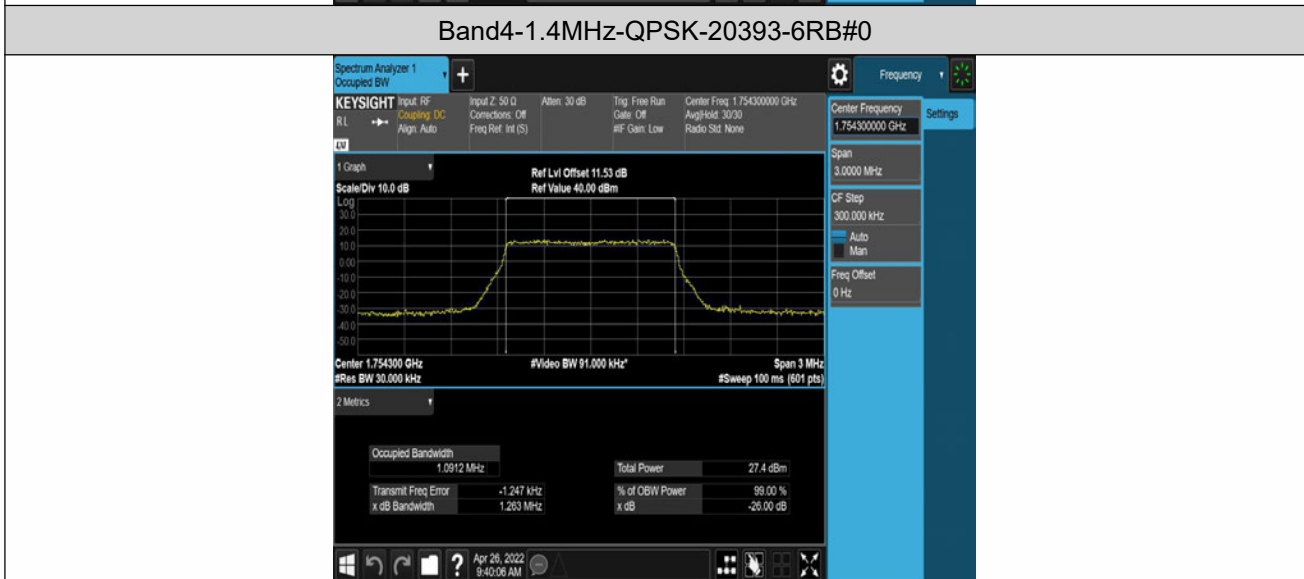 Band4-1.4MHz-QPSK-20393-6RB#0
Spectrum Analyzer 1
Occupied BW
+
Frequency
KEYSIGHT
RL
LXI
Input: RF
Coupling: DC
Align: Auto
Input Z: 50 Ω
Corrections: Off
Freq Ref: Int (S)
Atten: 30 dB
Trig: Free Run
Gate: Off
#IF Gain: Low
Center Freq: 1.754300000 GHz
Avg|Hold: 30/30
Radio Std: None
Center Frequency
1.754300000 GHz
Settings
Span
3.0000 MHz
CF Step
300.000 kHz
Auto
Man
Freq Offset
0 Hz
1 Graph
Ref Lvl Offset 11.53 dB
Scale/Div 10.0 dB
Ref Value 40.00 dBm
Log
30.0
20.0
10.0
0.00
-10.0
-20.0
-30.0
-40.0
-50.0
Center 1.754300 GHz
#Video BW 91.000 kHz*
Span 3 MHz
#Res BW 30.000 kHz
#Sweep 100 ms (601 pts)
2 Metrics
Occupied Bandwidth
1.0912 MHz
Total Power 27.4 dBm
Transmit Freq Error -1.247 kHz
% of OBW Power 99.00 %
x dB Bandwidth 1.263 MHz
x dB -26.00 dB
?
Apr 26, 2022
9:40:06 AM